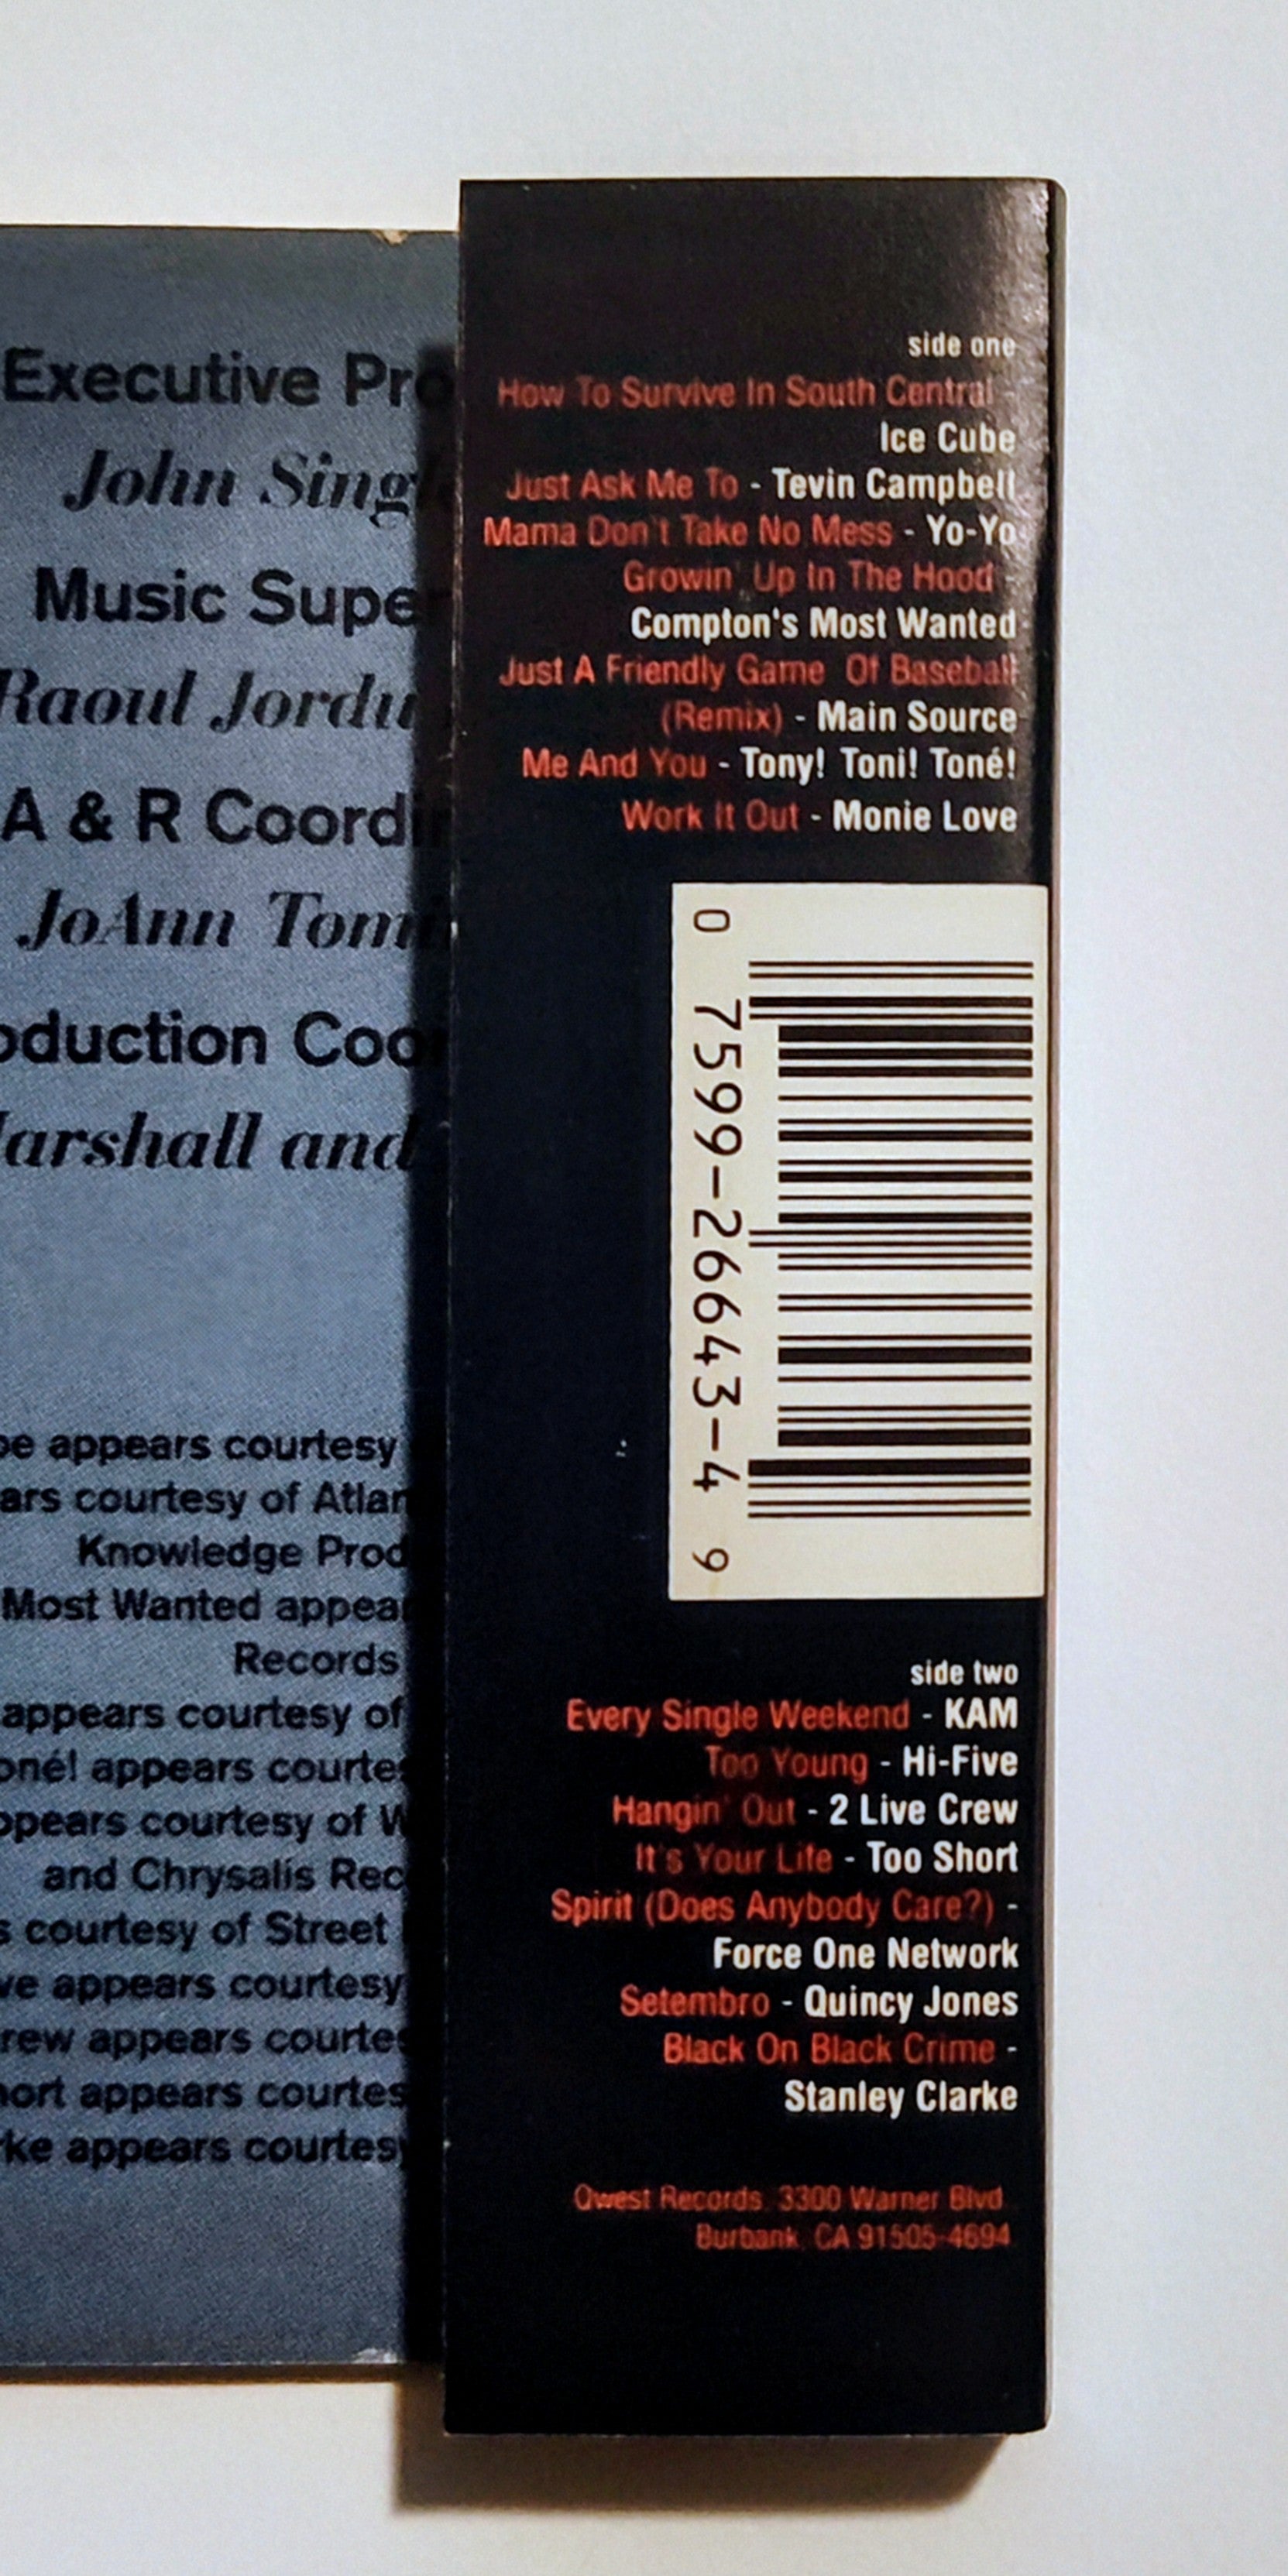 Executive Pro
John Singl
Music Super
Raoul Jordu
A & R Coordin
JoAnn Tomi
oduction Coor
Marshall and
be appears courtesy
ars courtesy of Atlan
Knowledge Prod
Most Wanted appear
Records
appears courtesy of
oné! appears courtes
ppears courtesy of W
and Chrysalis Rec
s courtesy of Street
ve appears courtesy
rew appears courtes
hort appears courtes
rke appears courtesy
side one
How To Survive In South Central -
Ice Cube
Just Ask Me To - Tevin Campbell
Mama Don't Take No Mess - Yo-Yo
Growin' Up In The Hood -
Compton's Most Wanted
Just A Friendly Game Of Baseball
(Remix) - Main Source
Me And You - Tony! Toni! Toné!
Work It Out - Monie Love
0 7599-26643-4 9
side two
Every Single Weekend - KAM
Too Young - Hi-Five
Hangin' Out - 2 Live Crew
It's Your Life - Too Short
Spirit (Does Anybody Care?) -
Force One Network
Setembro - Quincy Jones
Black On Black Crime -
Stanley Clarke
Qwest Records, 3300 Warner Blvd.
Burbank, CA 91505-4694